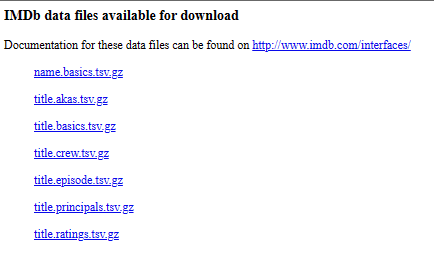 IMDb data files available for download
Documentation for these data files can be found on http://www.imdb.com/interfaces/
name.basics.tsv.gz
title.akas.tsv.gz
title.basics.tsv.gz
title.crew.tsv.gz
title.episode.tsv.gz
title.principals.tsv.gz
title.ratings.tsv.gz